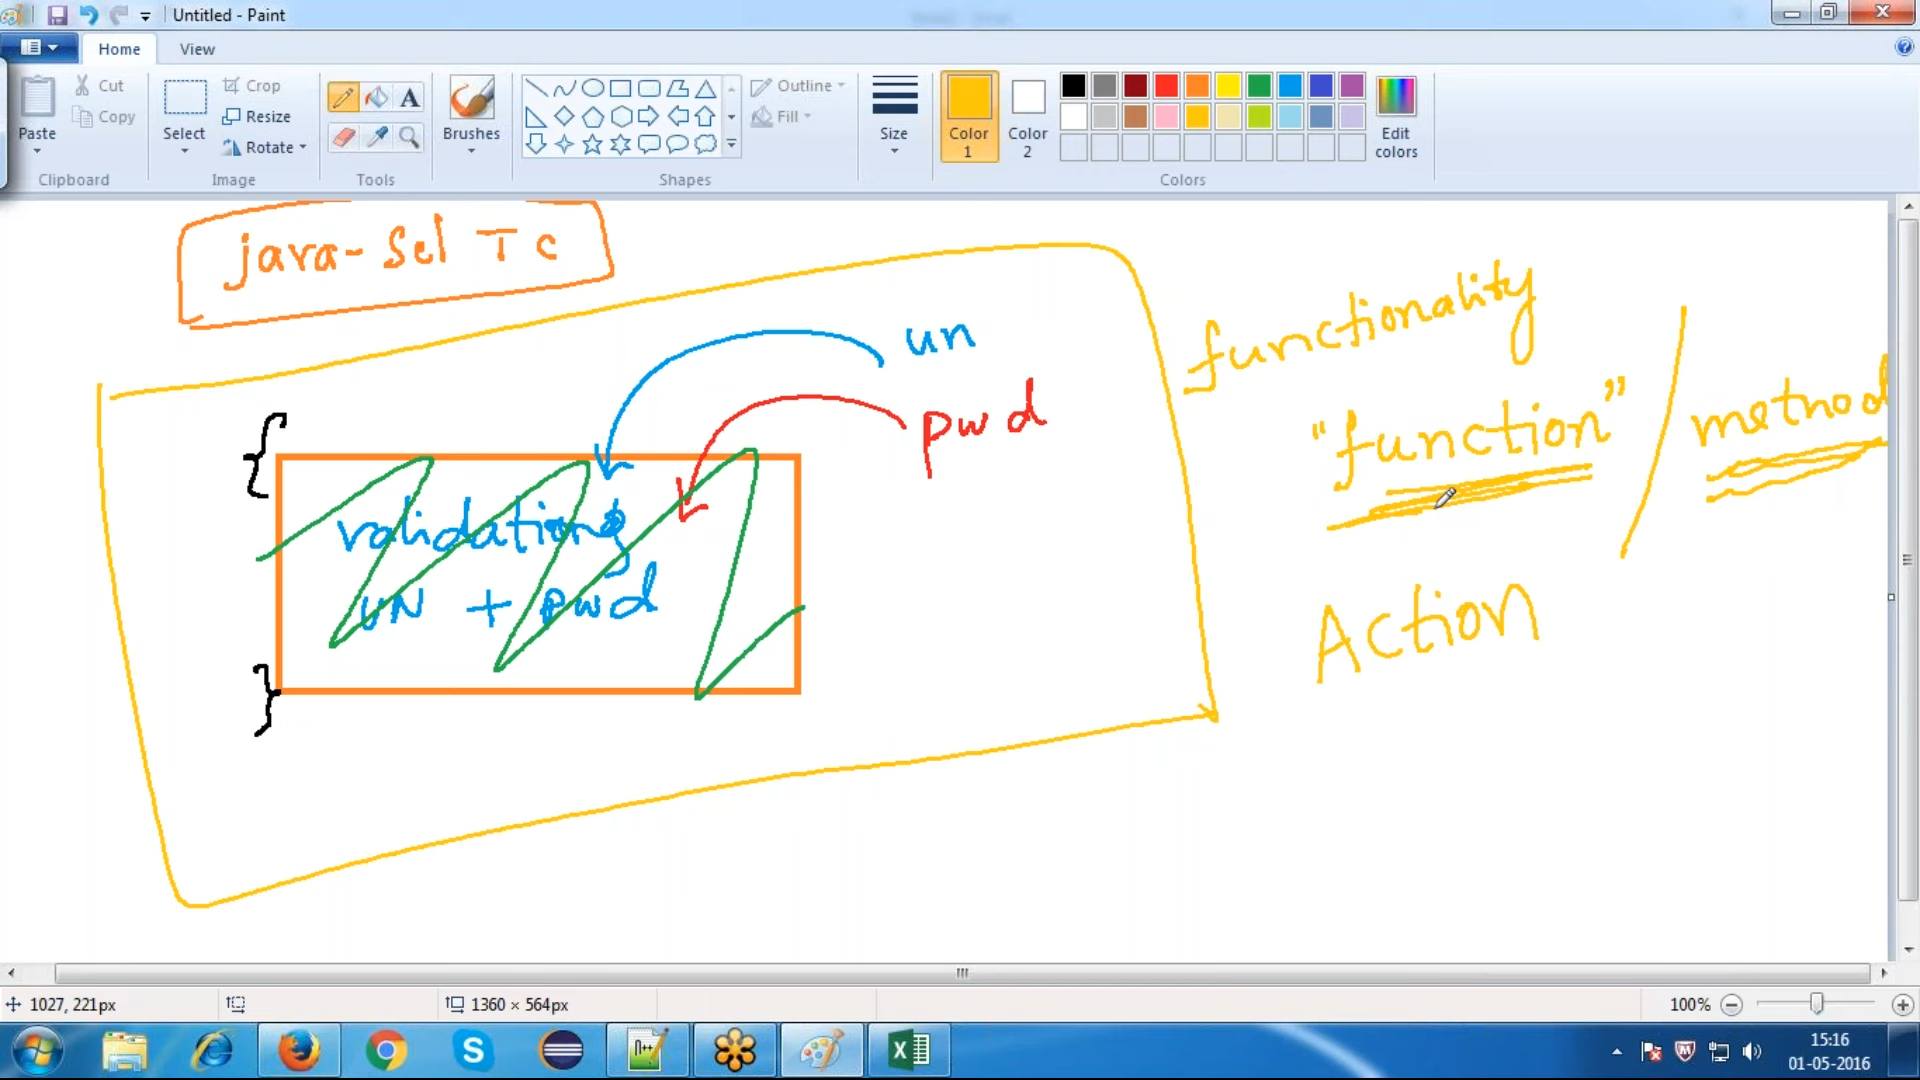 Untitled - Paint
Home View
Paste
Cut
Copy
Clipboard
Select
Crop
Resize
Rotate
Image
A
Tools
Brushes
Shapes
Outline
Fill
Size
Color 1
Color 2
Edit colors
Colors
java-Sel Tc
un
pwd
functionality
"function" / method
validation
UN + pwd
Action
{
}
1027, 221px
1360 × 564px
100%
15:16
01-05-2016